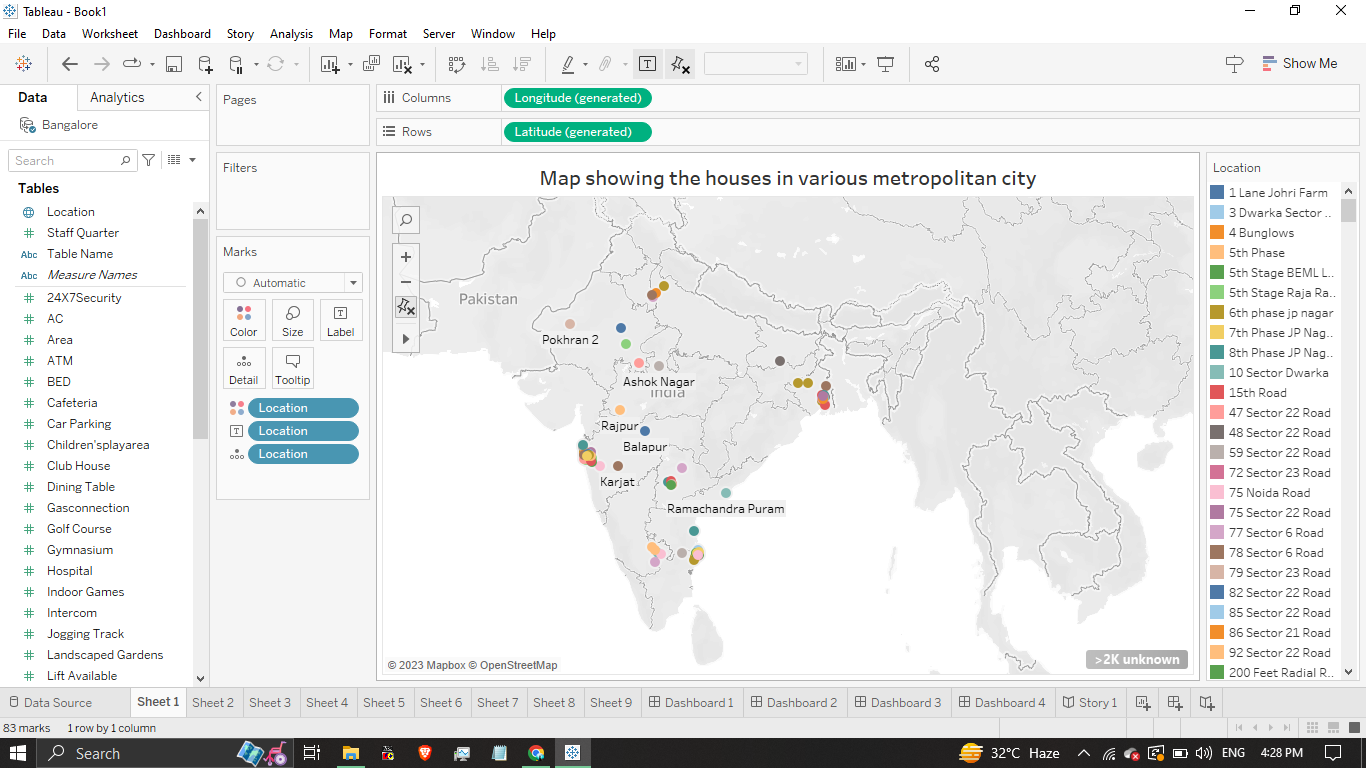 Tableau - Book1
File Data Worksheet Dashboard Story Analysis Map Format Server Window Help
Show Me
Data Analytics
Bangalore
Search
Tables
Location
Staff Quarter
Abc Table Name
Abc Measure Names
24X7Security
AC
Area
ATM
BED
Cafeteria
Car Parking
Children'splayarea
Club House
Dining Table
Gasconnection
Golf Course
Gymnasium
Hospital
Indoor Games
Intercom
Jogging Track
Landscaped Gardens
Lift Available
Pages
Filters
Marks
Automatic
Color Size Label
Detail Tooltip
Location
Location
Location
Columns Longitude (generated)
Rows Latitude (generated)
Map showing the houses in various metropolitan city
Pakistan
Pokhran 2
Ashok Nagar
India
Rajpur
Balapur
Karjat
Ramachandra Puram
© 2023 Mapbox © OpenStreetMap
>2K unknown
Location
1 Lane Johri Farm
3 Dwarka Sector ..
4 Bunglows
5th Phase
5th Stage BEML L..
5th Stage Raja Ra..
6th phase jp nagar
7th Phase JP Nag..
8th Phase JP Nag..
10 Sector Dwarka
15th Road
47 Sector 22 Road
48 Sector 22 Road
59 Sector 22 Road
72 Sector 23 Road
75 Noida Road
75 Sector 22 Road
77 Sector 6 Road
78 Sector 6 Road
79 Sector 23 Road
82 Sector 22 Road
85 Sector 22 Road
86 Sector 21 Road
92 Sector 22 Road
200 Feet Radial R..
Data Source Sheet 1 Sheet 2 Sheet 3 Sheet 4 Sheet 5 Sheet 6 Sheet 7 Sheet 8 Sheet 9 Dashboard 1 Dashboard 2 Dashboard 3 Dashboard 4 Story 1
83 marks 1 row by 1 column
Search 32°C Haze ENG 4:28 PM